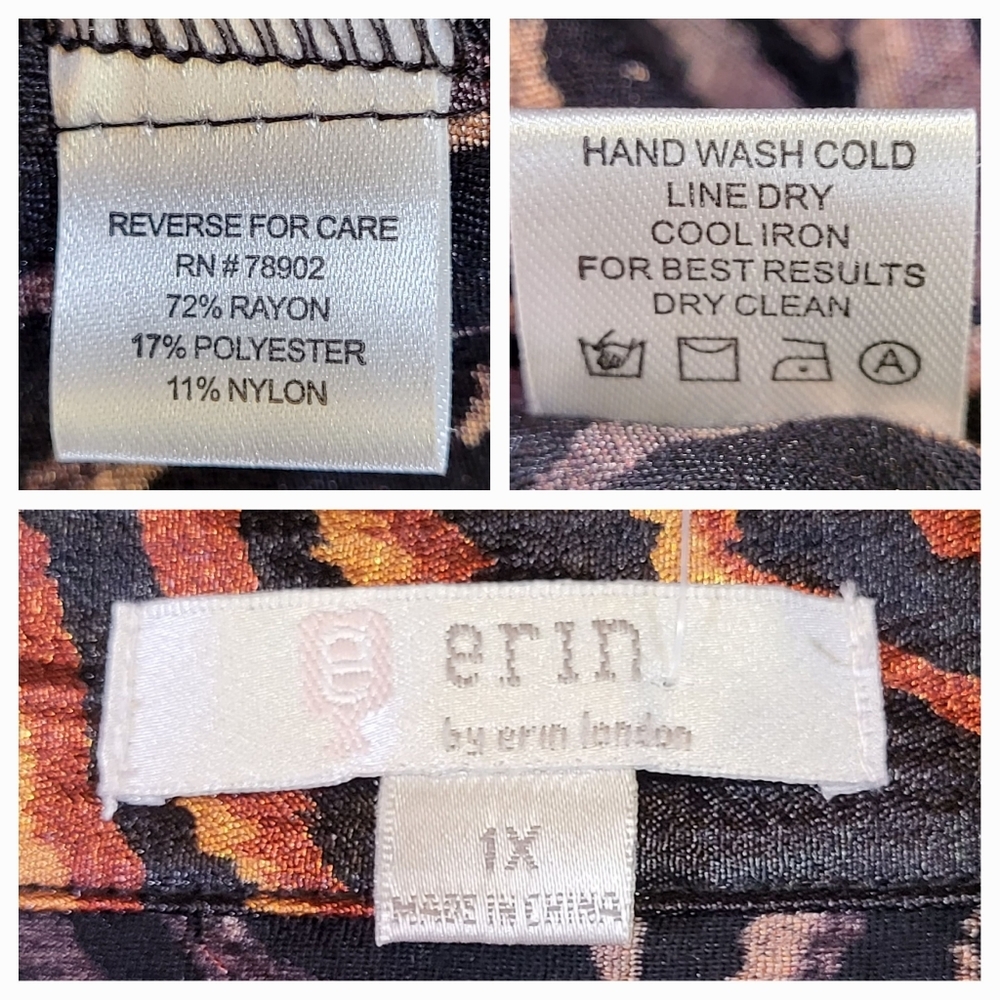 REVERSE FOR CARE
RN # 78902
72% RAYON
17% POLYESTER
11% NYLON
HAND WASH COLD
LINE DRY
COOL IRON
FOR BEST RESULTS
DRY CLEAN
A
erin
by erin london
1X
MADE IN CHINA